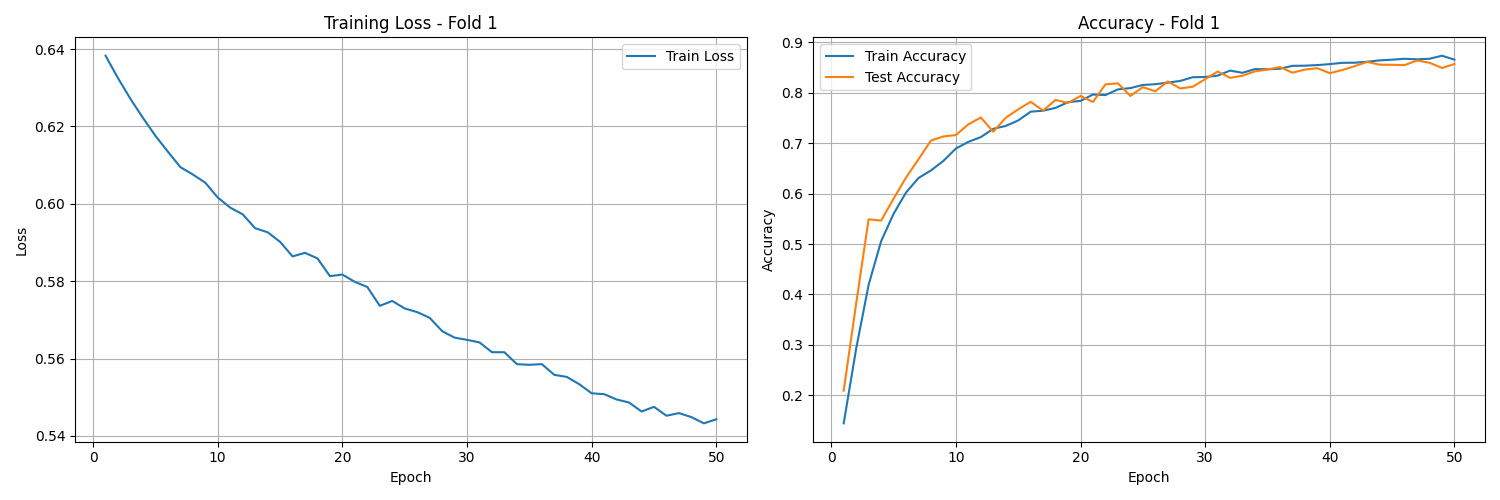 Training Loss - Fold 1
Train Loss
0.64
0.62
0.60
0.58
0.56
0.54
Loss
0 10 20 30 40 50
Epoch
Accuracy - Fold 1
Train Accuracy
Test Accuracy
0.9
0.8
0.7
0.6
0.5
0.4
0.3
0.2
Accuracy
0 10 20 30 40 50
Epoch